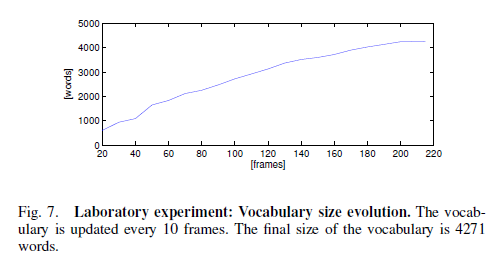 5000
4000
3000
2000
1000
0
[words]
20 40 60 80 100 120 140 160 180 200 220
[frames]
Fig. 7. Laboratory experiment: Vocabulary size evolution. The vocab-
ulary is updated every 10 frames. The final size of the vocabulary is 4271
words.